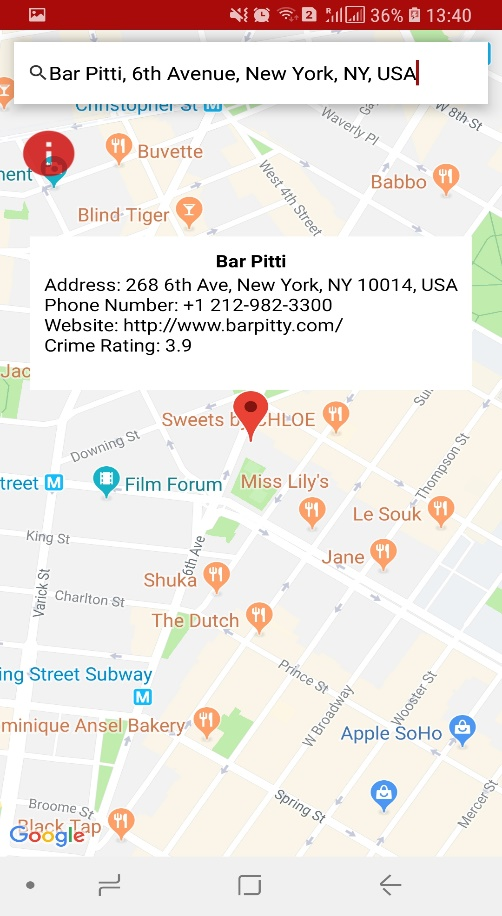 36% 13:40
Bar Pitti, 6th Avenue, New York, NY, USA
Christopher St M
W 8th St
Waverly Pl
Buvette
ment
Babbo
West 4th Street
Blind Tiger
Bar Pitti
Address: 268 6th Ave, New York, NY 10014, USA
Phone Number: +1 212-982-3300
Website: http://www.barpitty.com/
Crime Rating: 3.9
Jac
Sul
Sweets b CHLOE
Downing St
Thompson St
treet M
Film Forum
Miss Lily's
Le Souk
King St
6th Ave
Jane
Shuka
Varick St
Charlton St
The Dutch
ing Street Subway
M
Prince St
W Broadway
Wooster St
minique Ansel Bakery
Apple SoHo
Spring St
Mercer St
Broome St
Black Tap
Google